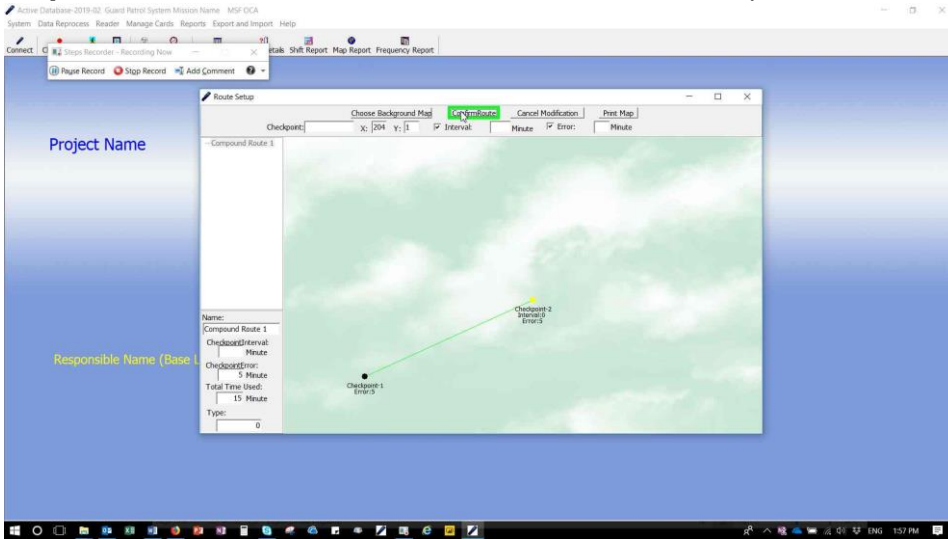 Active Database-2019-02 Guard Patrol System Mission Name MSF OCA
System Data Reprocess Reader Manage Cards Reports Export and Import Help
Connect
Steps Recorder - Recording Now
etails Shift Report Map Report Frequency Report
Pause Record Stop Record Add Comment
Route Setup
Choose Background Map ConfirmRoute Cancel Modification Print Map
Checkpoint: X: 204 Y: 1 Interval: Minute Error: Minute
Project Name
Compound Route 1
Checkpoint-2
Interval:0
Error:5
Name:
Compound Route 1
CheckpointInterval:
Minute
Responsible Name (Base L
CheckpointError:
5 Minute
Checkpoint-1
Error:5
Total Time Used:
15 Minute
Type:
0
ENG 1:57 PM